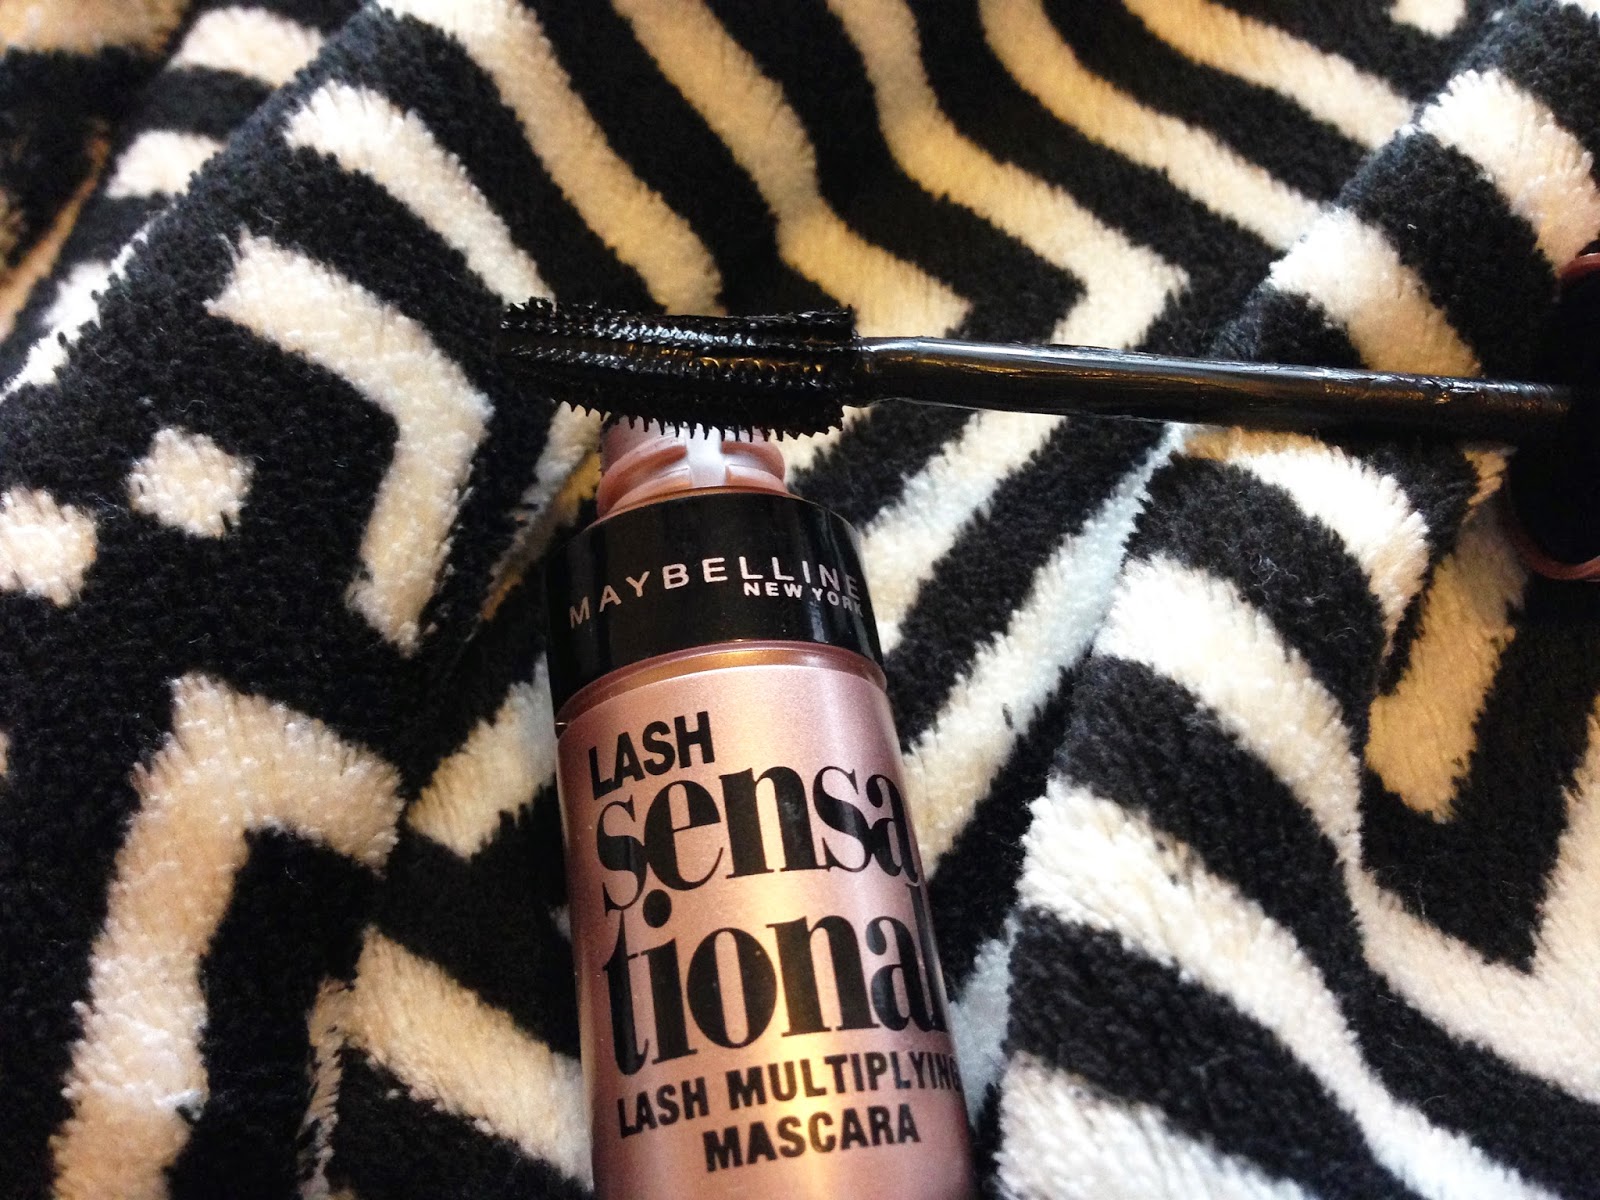 MAYBELLINE
NEW YORK
LASH
sensa
tional
LASH MULTIPLYING
MASCARA